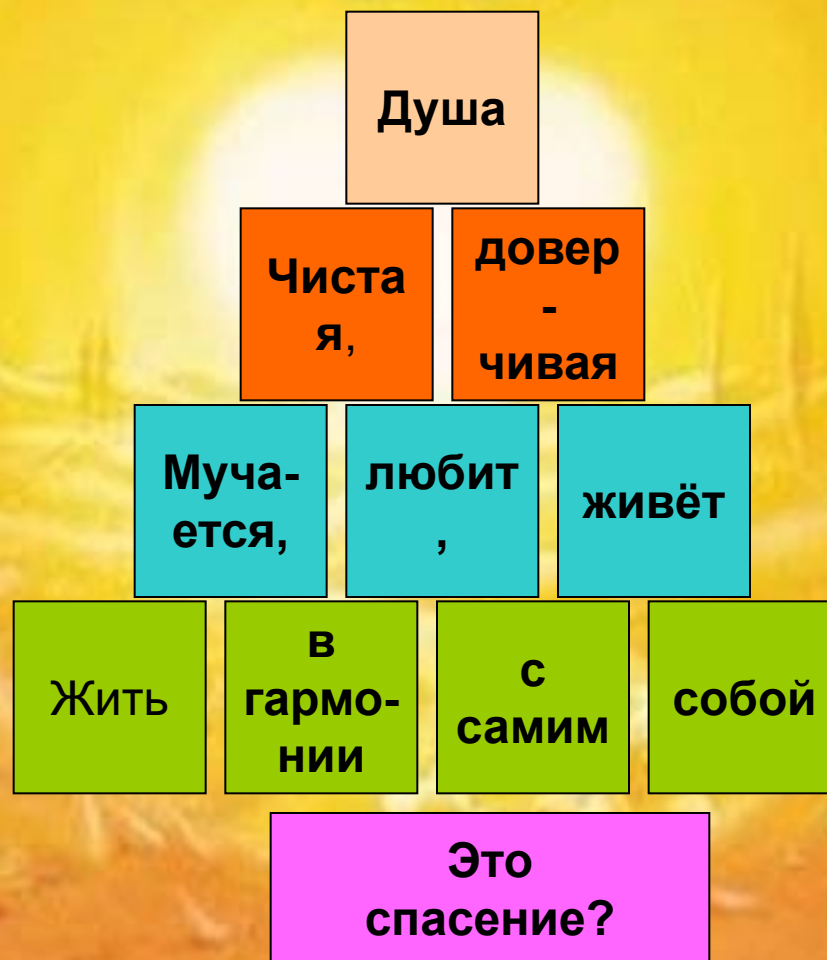 Душа
Чиста
я,
довер
-
чивая
Муча-
ется,
любит
,
живёт
Жить
в
гармо-
нии
с
самим
собой
Это
спасение?